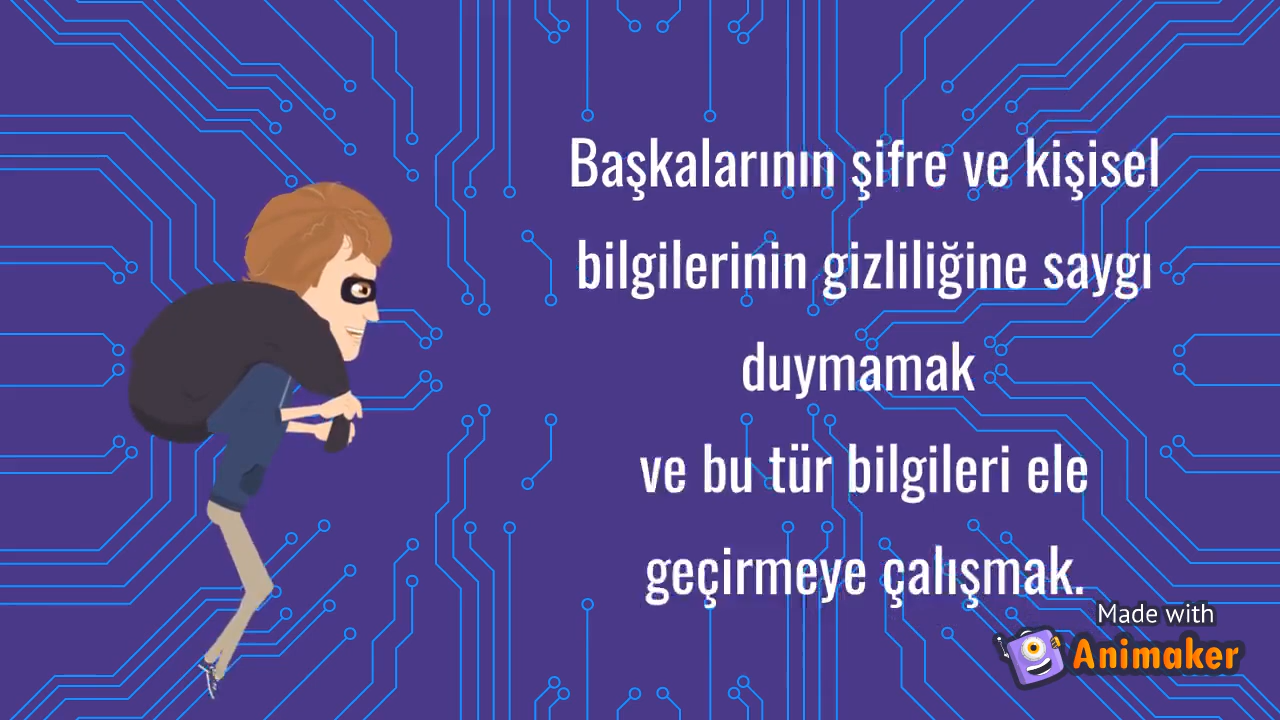 Başkalarının şifre ve kişisel
bilgilerinin gizliliğine saygı
duymamak
ve bu tür bilgileri ele
geçirmeye çalışmak.
Made with
Animaker